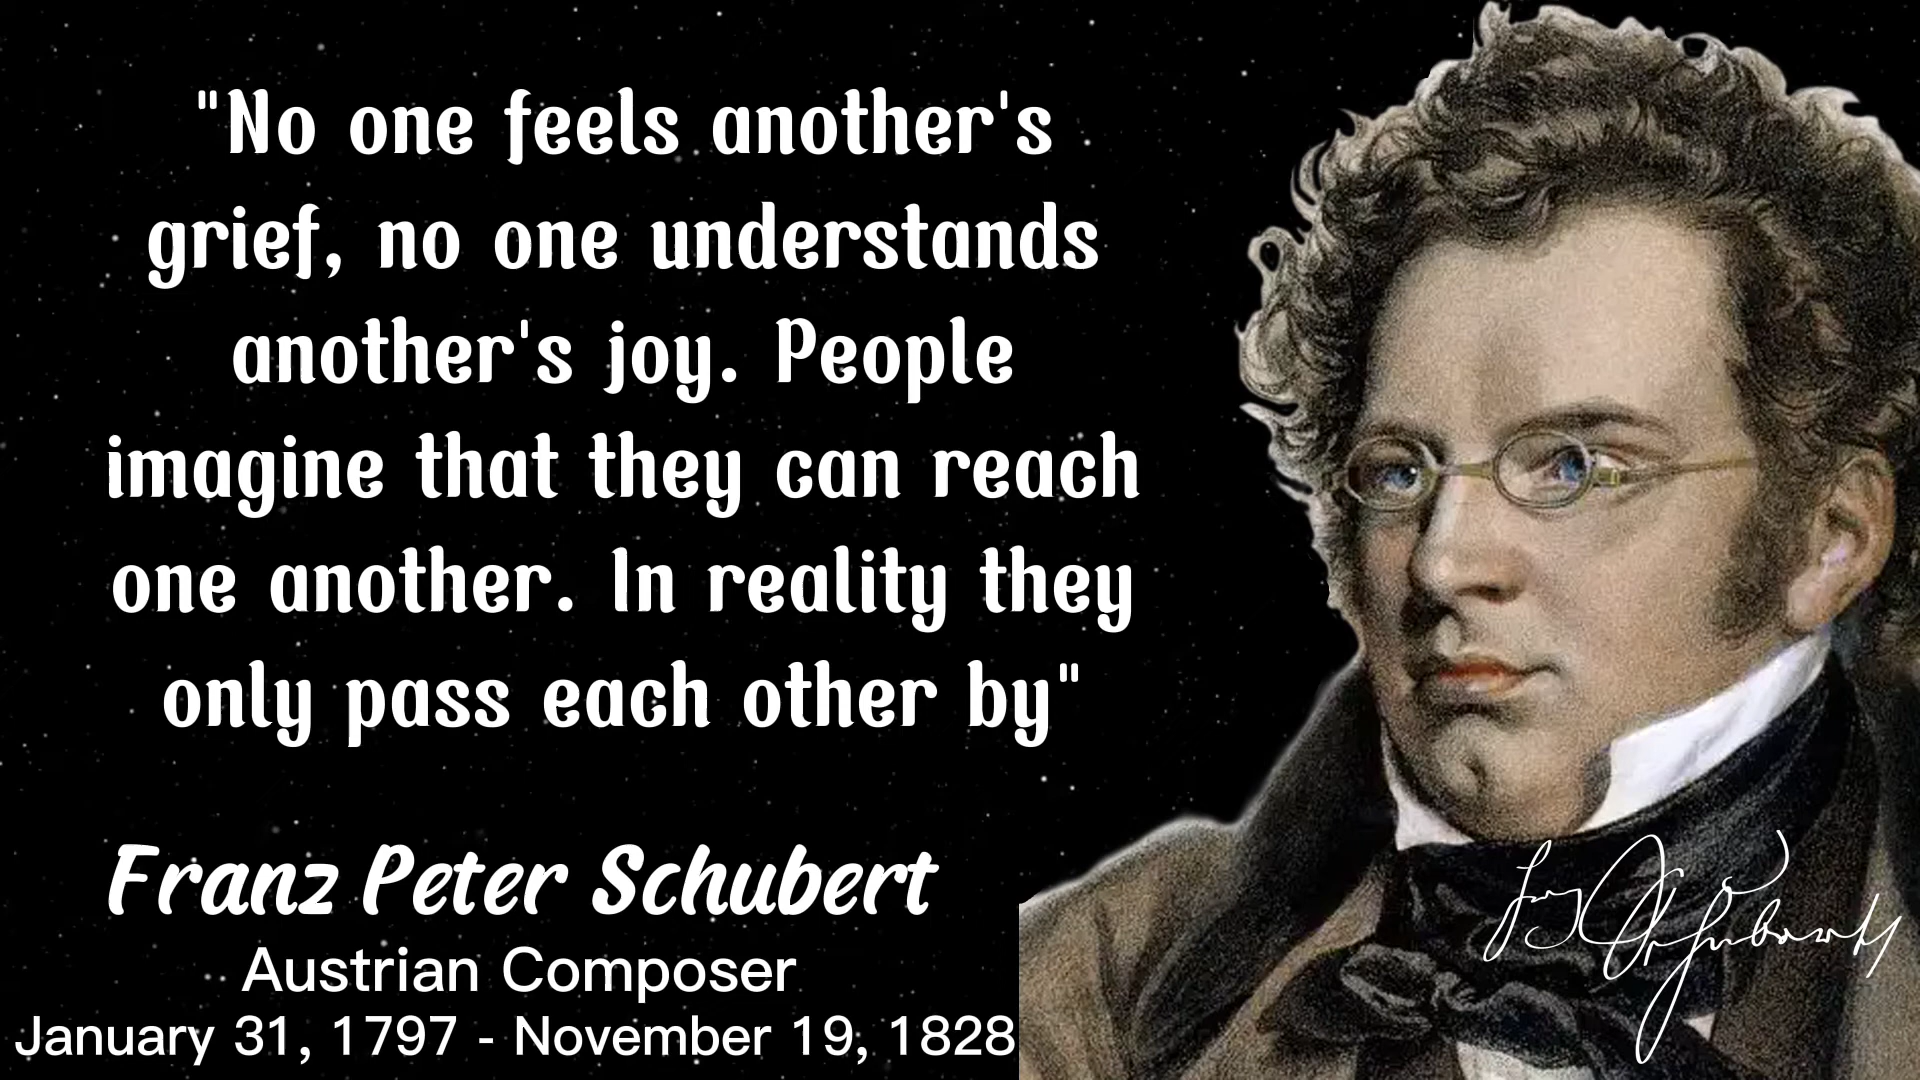 "No one feels another's
grief, no one understands
another's joy. People
imagine that they can reach
one another. In reality they
only pass each other by"
Franz Peter Schubert
Austrian Composer
January 31, 1797 - November 19, 1828